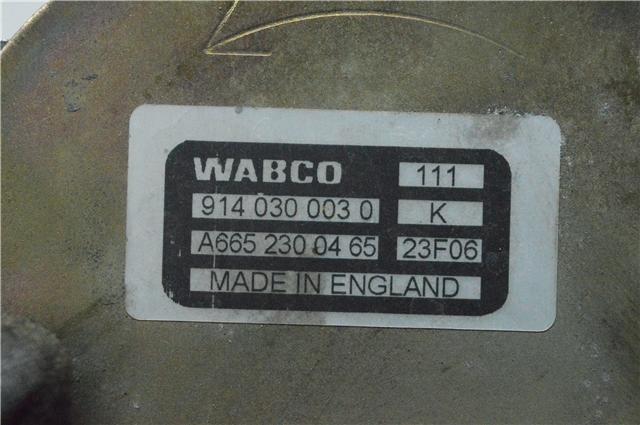 WABCO 111
914 030 003 0 K
A665 230 04 65 23F06
MADE IN ENGLAND